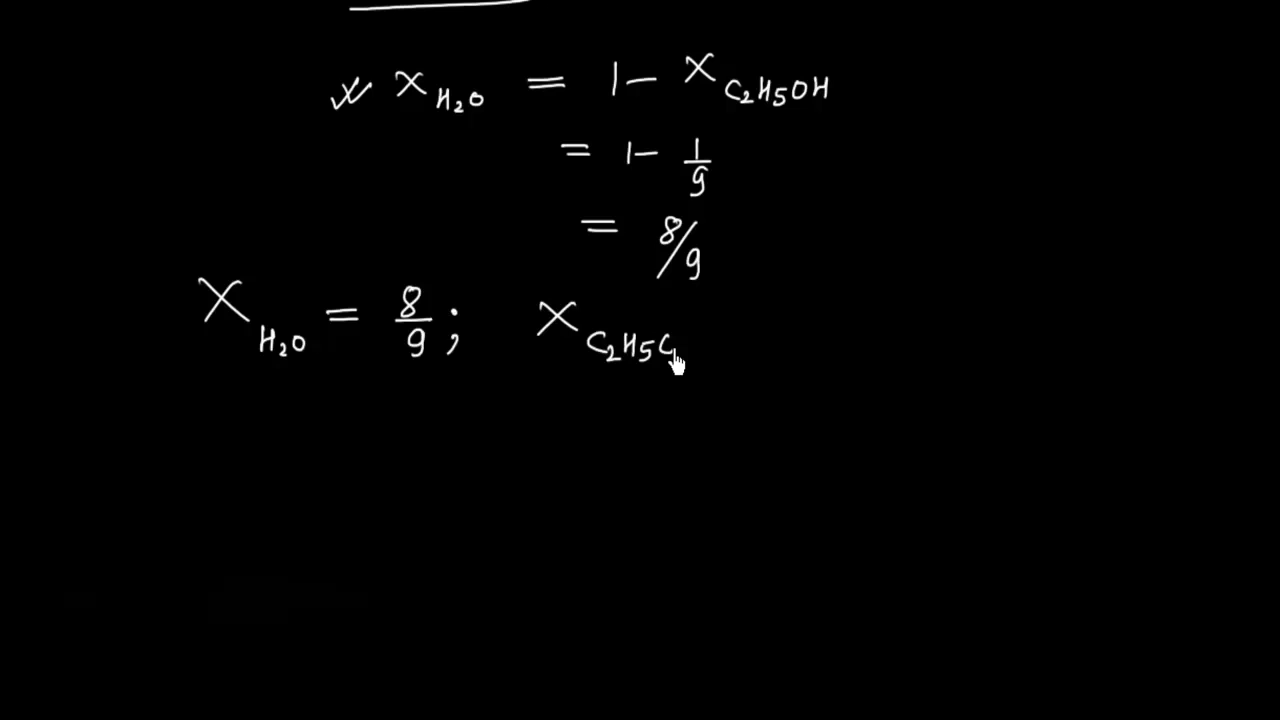 X H₂O = 1 - X C₂H₅OH
= 1 - 1/9
= 8/9
X H₂O = 8/9 ; X C₂H₅